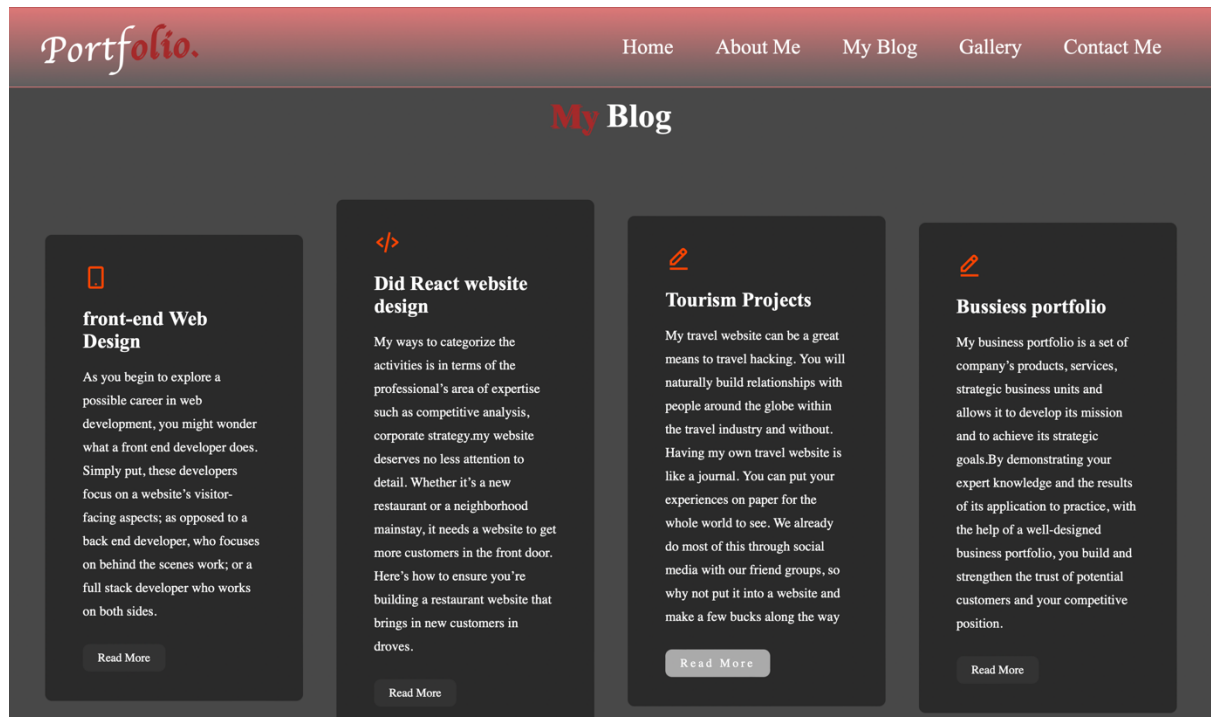 Portfolio.
Home About Me My Blog Gallery Contact Me
My Blog
front-end Web
Design
As you begin to explore a
possible career in web
development, you might wonder
what a front end developer does.
Simply put, these developers
focus on a website’s visitor-
facing aspects; as opposed to a
back end developer, who focuses
on behind the scenes work; or a
full stack developer who works
on both sides.
Read More
Did React website
design
My ways to categorize the
activities is in terms of the
professional’s area of expertise
such as competitive analysis,
corporate strategy.my website
deserves no less attention to
detail. Whether it’s a new
restaurant or a neighborhood
mainstay, it needs a website to get
more customers in the front door.
Here’s how to ensure you’re
building a restaurant website that
brings in new customers in
droves.
Read More
Tourism Projects
My travel website can be a great
means to travel hacking. You will
naturally build relationships with
people around the globe within
the travel industry and without.
Having my own travel website is
like a journal. You can put your
experiences on paper for the
whole world to see. We already
do most of this through social
media with our friend groups, so
why not put it into a website and
make a few bucks along the way
Read More
Bussiess portfolio
My business portfolio is a set of
company’s products, services,
strategic business units and
allows it to develop its mission
and to achieve its strategic
goals.By demonstrating your
expert knowledge and the results
of its application to practice, with
the help of a well-designed
business portfolio, you build and
strengthen the trust of potential
customers and your competitive
position.
Read More